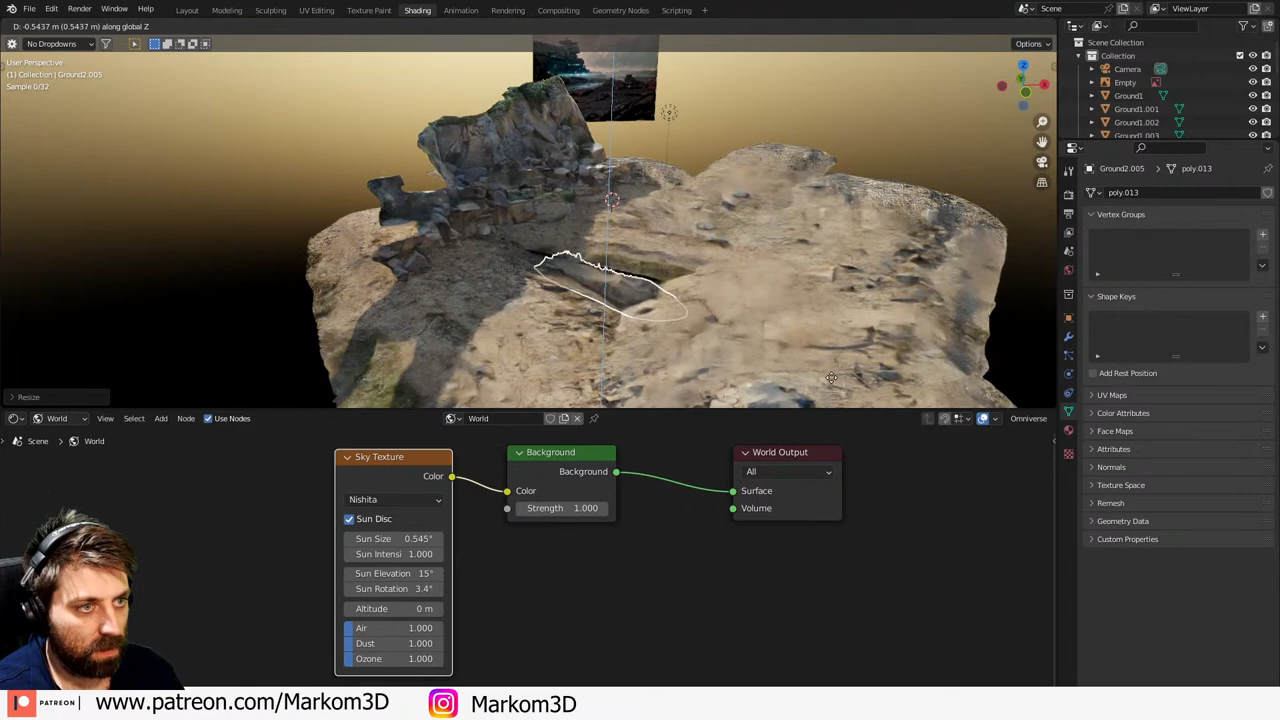 File Edit Render Window Help Layout Modeling Sculpting UV Editing Texture Paint Shading Animation Rendering Compositing Geometry Nodes Scripting + Scene ViewLayer
D: -0.5437 m (0.5437 m) along global Z
No Dropdowns Options
User Perspective
(1) Collection | Ground2.005
Sample 0/32
Scene Collection
Collection
Camera
Empty
Ground1
Ground1.001
Ground1.002
Ground1.003
Z
Y
X
Ground2.005 poly.013
poly.013
Vertex Groups
Shape Keys
Add Rest Position
UV Maps
Color Attributes
Face Maps
Attributes
Normals
Texture Space
Remesh
Geometry Data
Custom Properties
Resize
World View Select Add Node Use Nodes World Omniverse
Scene World
Sky Texture
Color
Nishita
Sun Disc
Sun Size 0.545°
Sun Intensi 1.000
Sun Elevation 15°
Sun Rotation 3.4°
Altitude 0 m
Air 1.000
Dust 1.000
Ozone 1.000
Background
Background
Color
Strength 1.000
World Output
All
Surface
Volume
PATREON www.patreon.com/Markom3D Markom3D